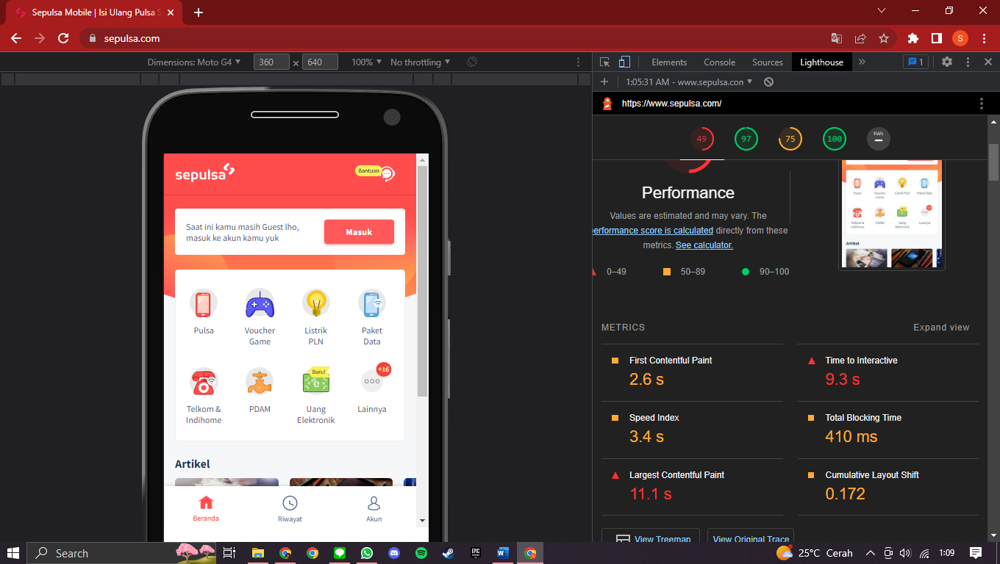 Sepulsa Mobile | Isi Ulang Pulsa S
sepulsa.com
Dimensions: Moto G4
360 × 640
100%
No throttling
Elements
Console
Sources
Lighthouse
1
1:05:31 AM - www.sepulsa.con
https://www.sepulsa.com/
49
97
75
100
PWA
sepulsa
Bantuan
Saat ini kamu masih Guest lho,
masuk ke akun kamu yuk
Masuk
Pulsa
Voucher
Game
Listrik
PLN
Paket
Data
Telkom &
Indihome
PDAM
Baru!
Uang
Elektronik
+16
Lainnya
Artikel
Beranda
Riwayat
Akun
Performance
Values are estimated and may vary. The
performance score is calculated directly from these
metrics. See calculator.
0–49
50–89
90–100
Pulsa
Voucher
Game
Listrik PLN
Paket Data
Telkom &
Indihome
PDAM
Uang
Elektronik
Lainnya
Artikel
METRICS
Expand view
First Contentful Paint
2.6 s
Time to Interactive
9.3 s
Speed Index
3.4 s
Total Blocking Time
410 ms
Largest Contentful Paint
11.1 s
Cumulative Layout Shift
0.172
View Treemap
View Original Trace
Search
EPIC
25°C Cerah
1:09